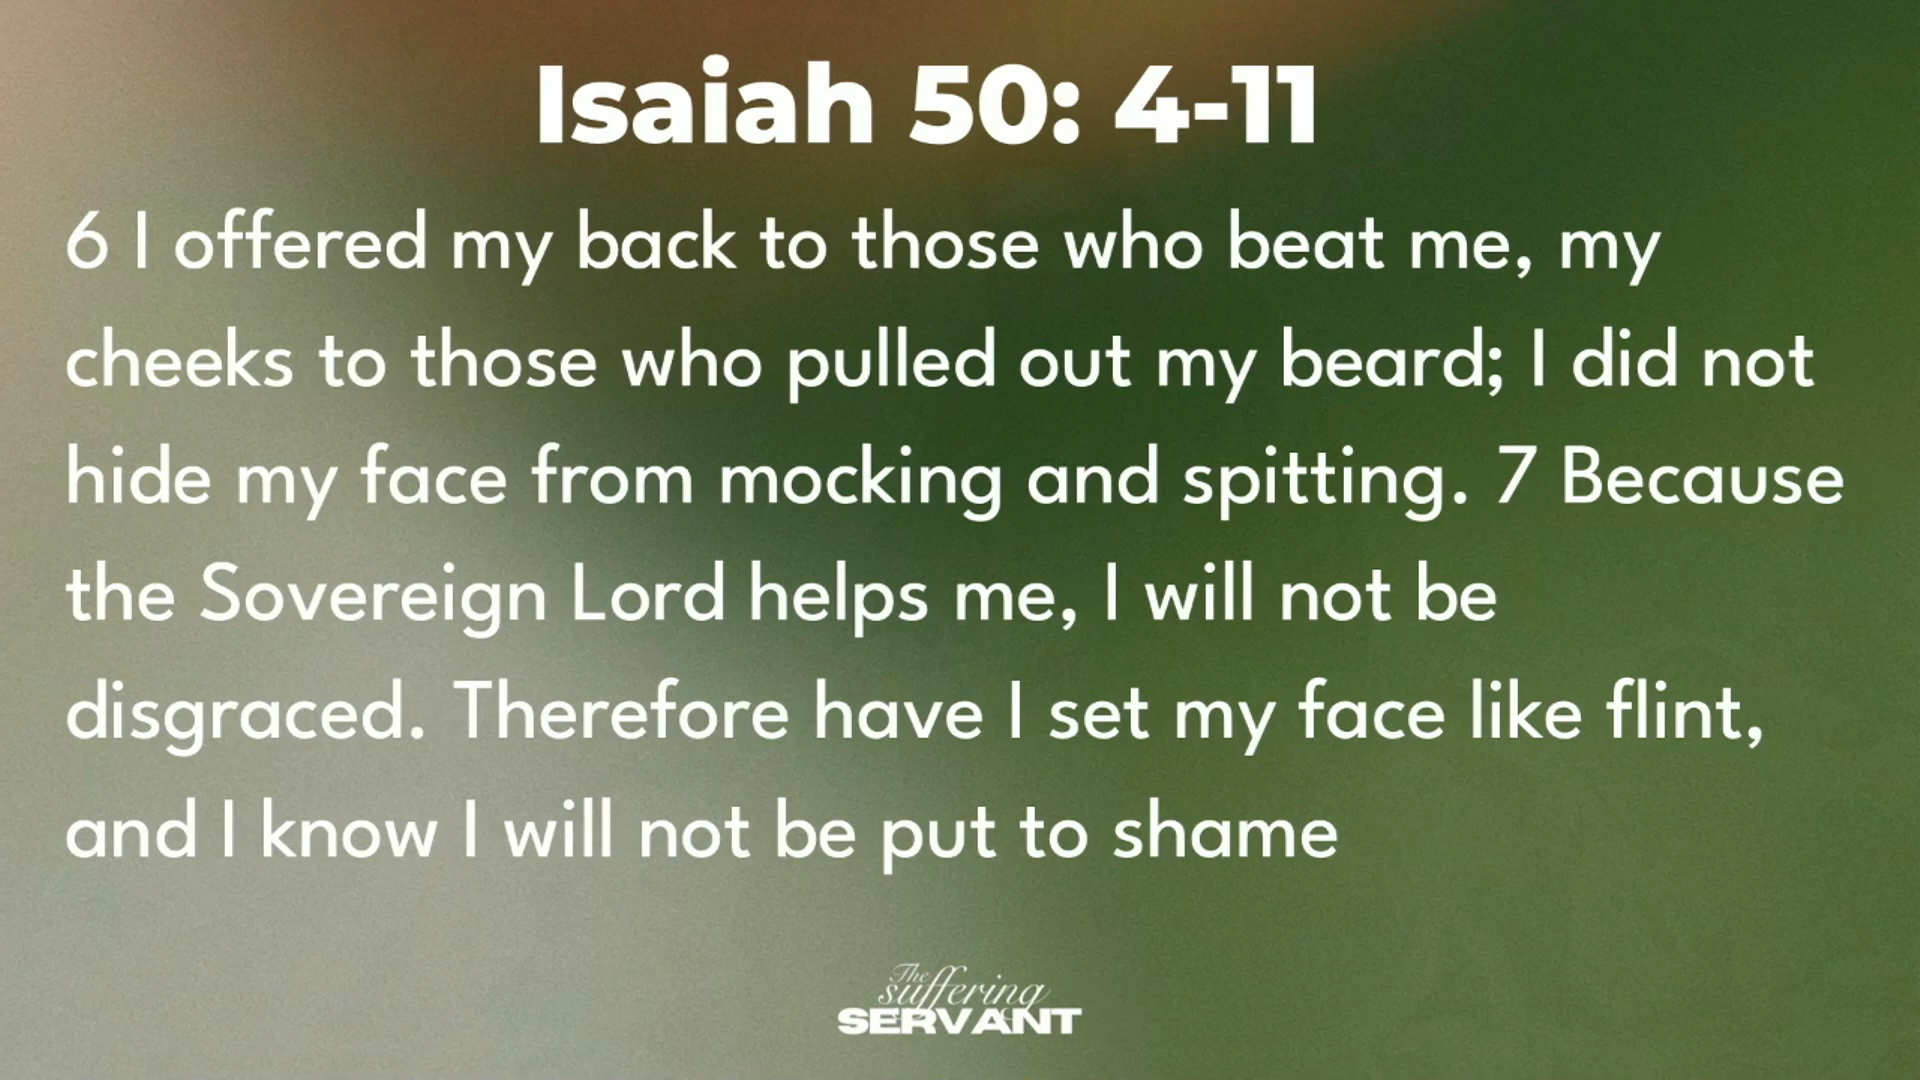 Isaiah 50: 4-11
6 I offered my back to those who beat me, my
cheeks to those who pulled out my beard; I did not
hide my face from mocking and spitting. 7 Because
the Sovereign Lord helps me, I will not be
disgraced. Therefore have I set my face like flint,
and I know I will not be put to shame
The
suffering
SERVANT